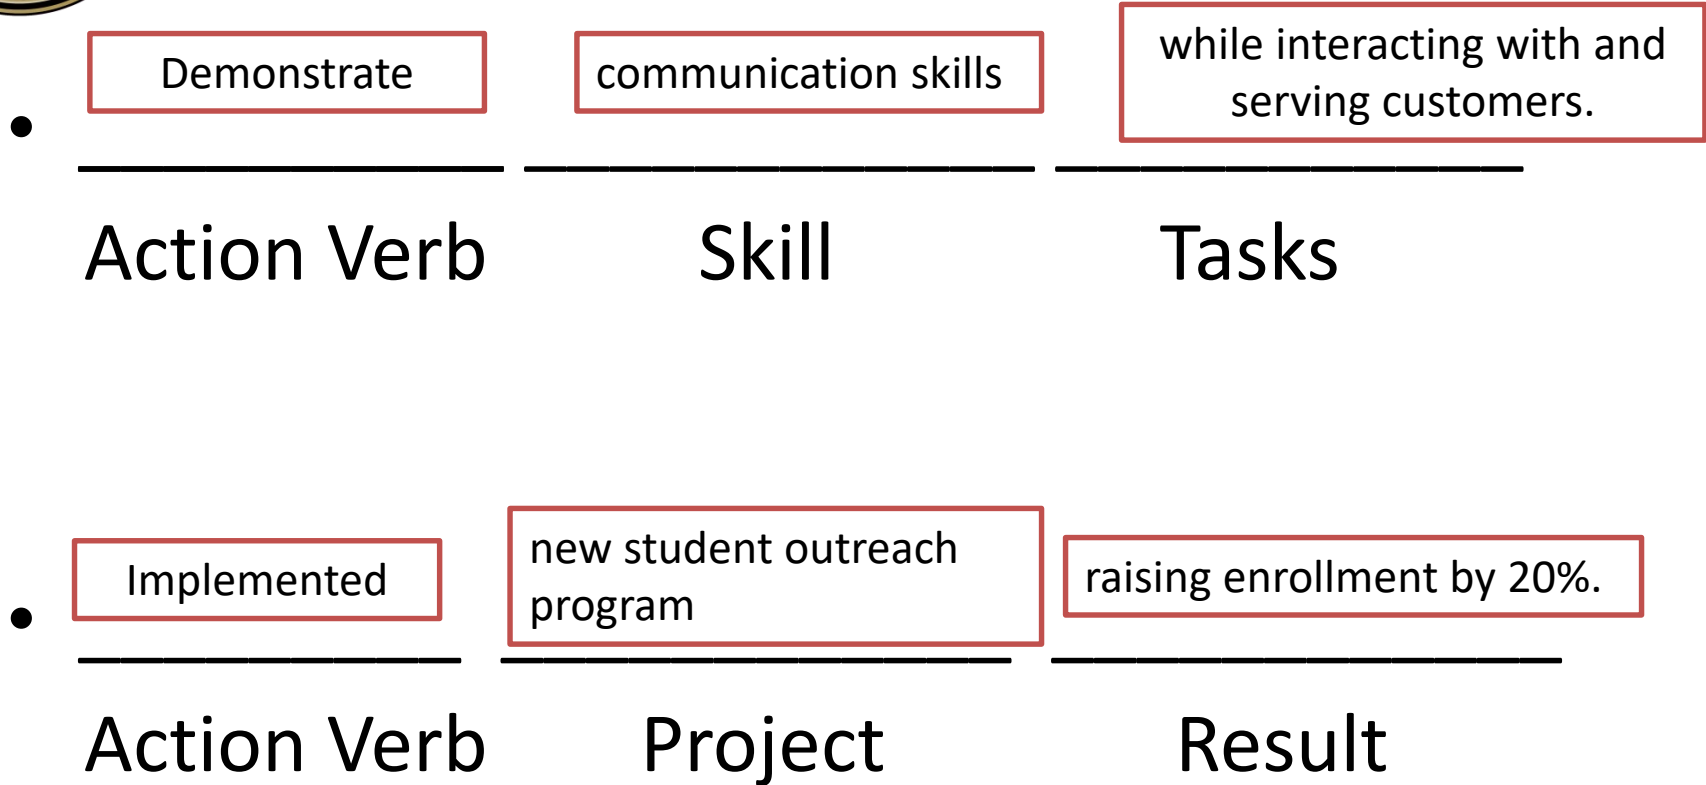 Demonstrate communication skills while interacting with and
serving customers.
•
Action Verb Skill Tasks
Implemented new student outreach
program raising enrollment by 20%.
•
Action Verb Project Result